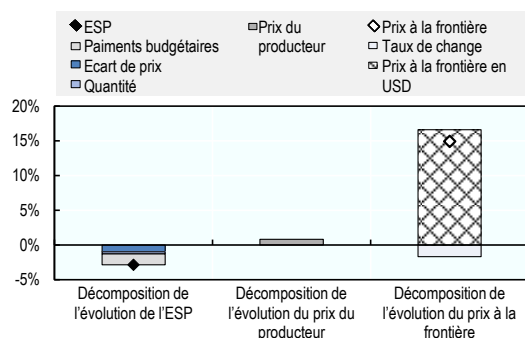 ESP
Paiments budgétaires
Ecart de prix
Quantité
Prix du
producteur
Prix à la frontière
Taux de change
Prix à la frontière en
USD
20%
15%
10%
5%
0%
-5%
Décomposition de
l'évolution de l'ESP
Décomposition de
l'évolution du prix du
producteur
Décomposition de
l'évolution du prix à la
frontière